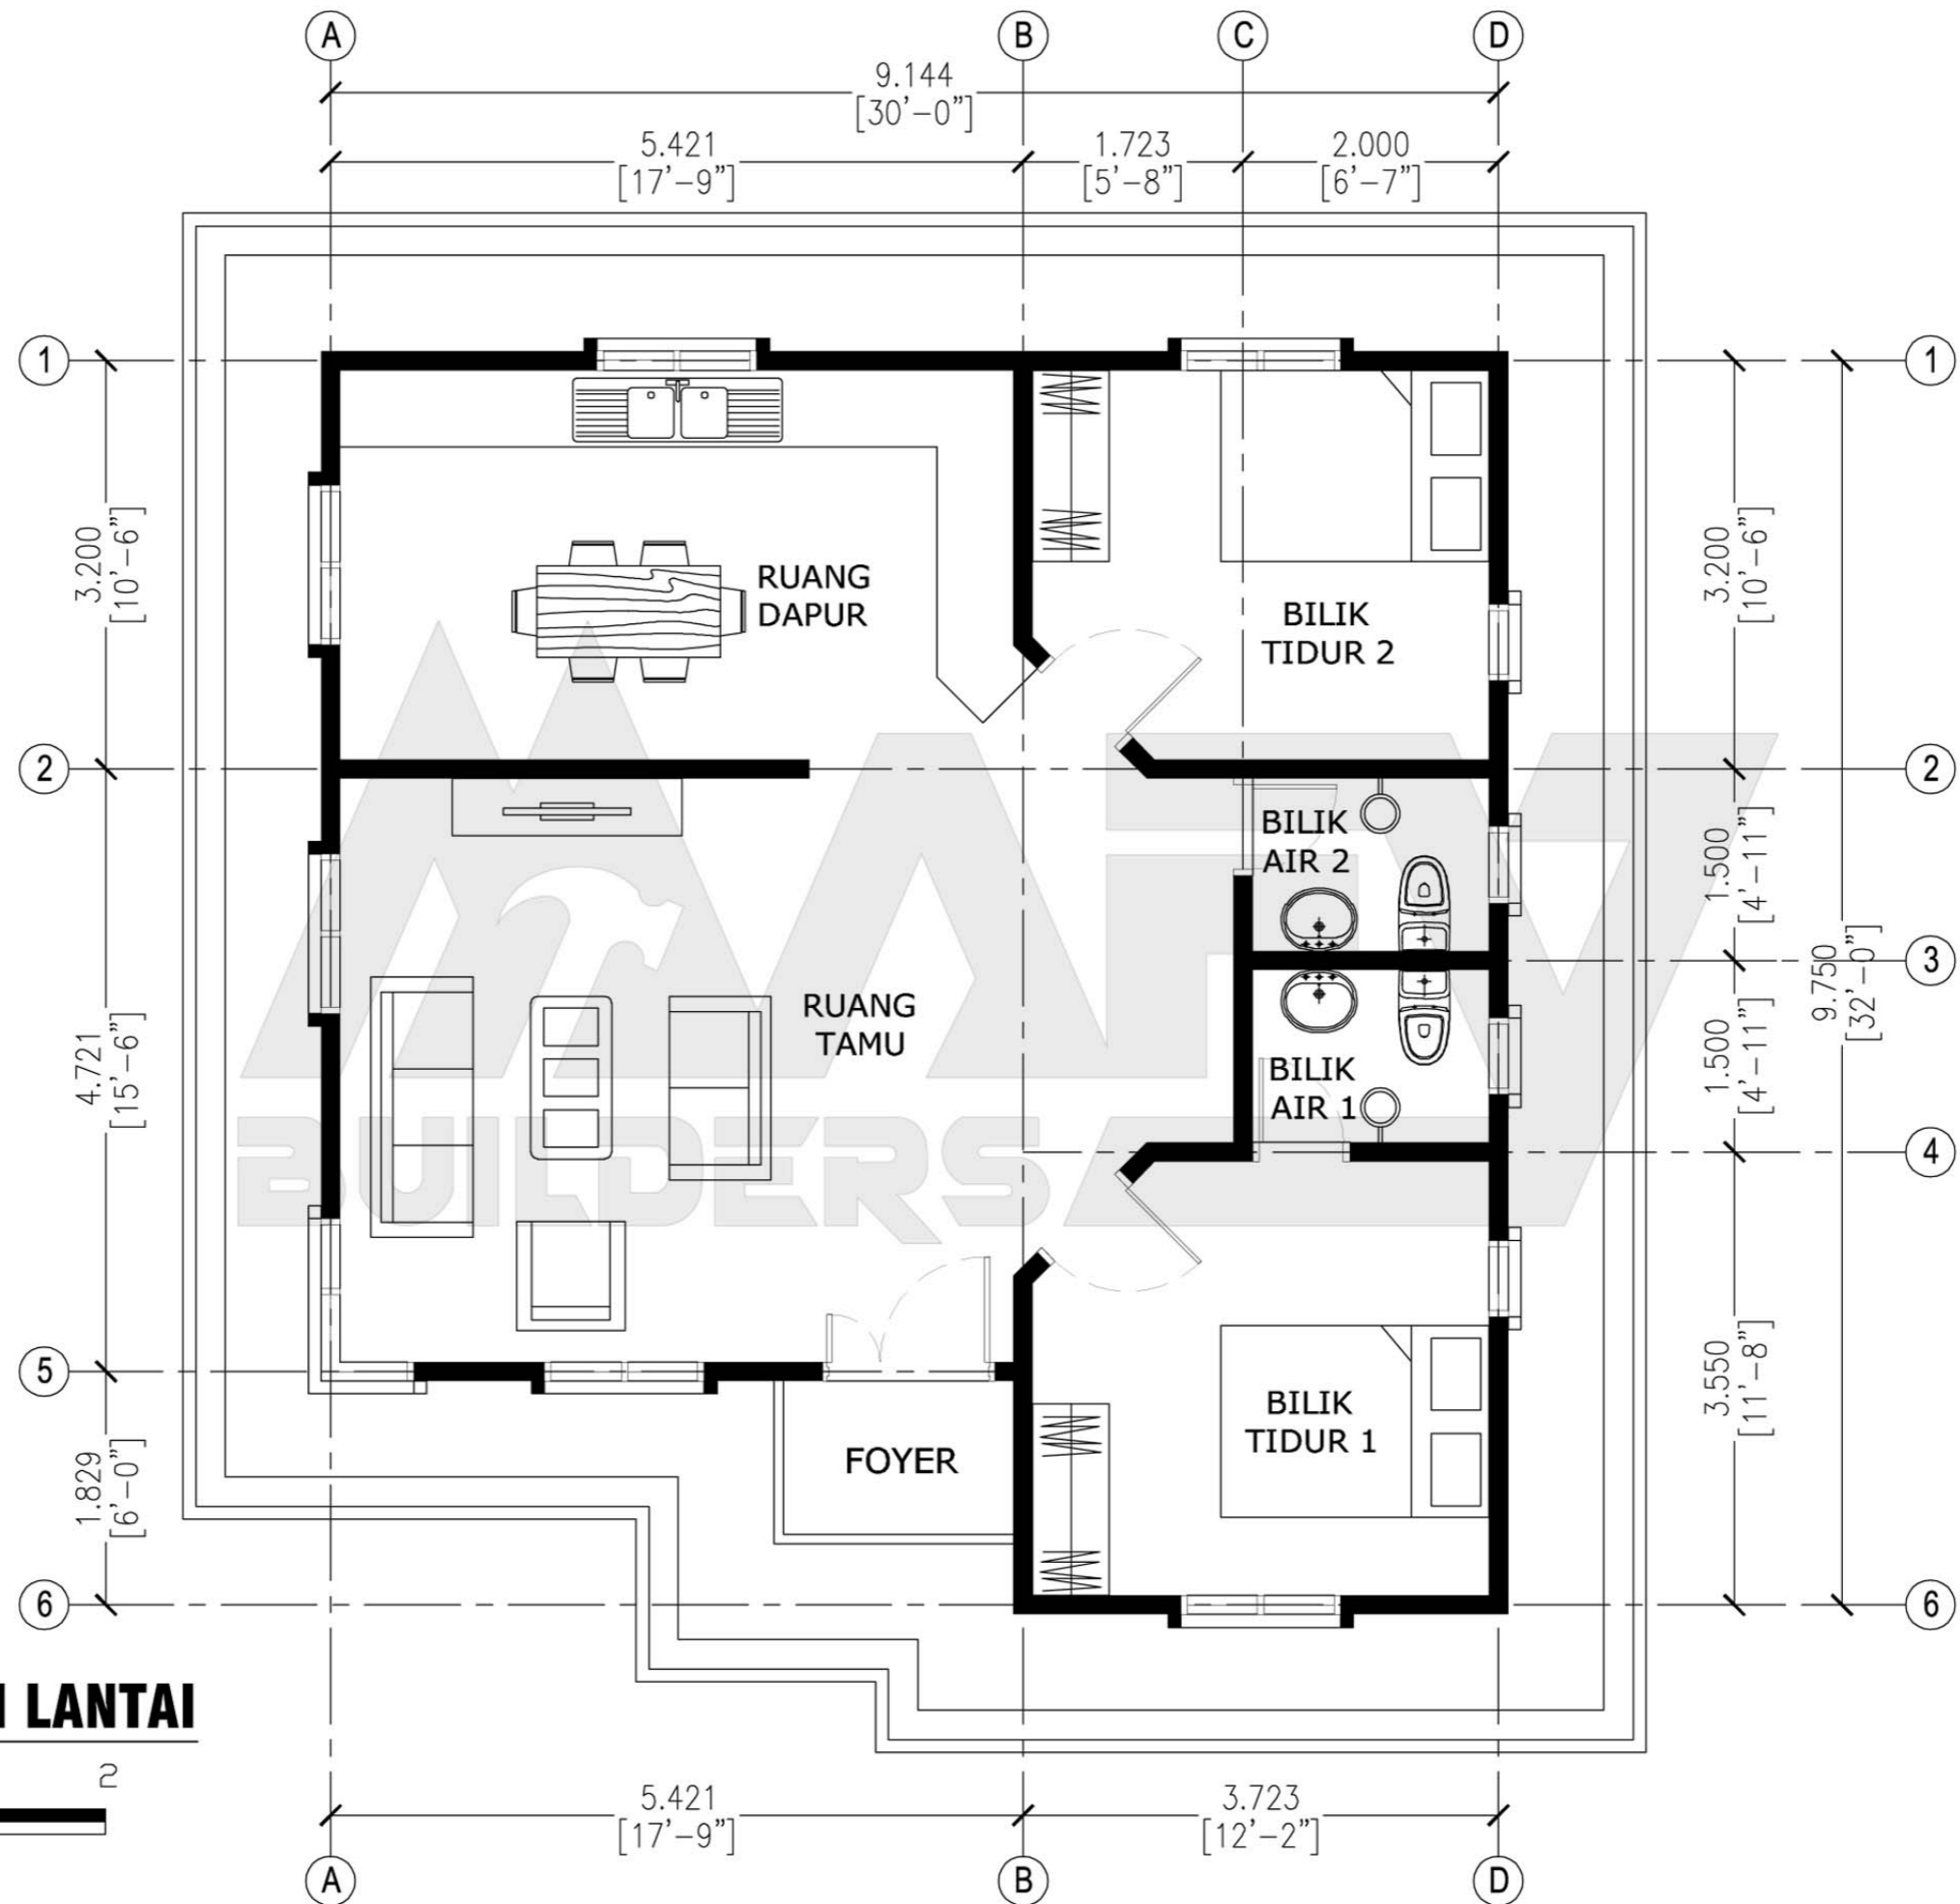 A B C D
9.144
[30'-0"]
5.421 1.723 2.000
[17'-9"] [5'-8"] [6'-7"]
1 1
3.200
[10'-6"]
RUANG
DAPUR
BILIK
TIDUR 2
3.200
[10'-6"]
2 2
BILIK
AIR 2
1.500
[4'-11"]
3
9.750
[32'-0"]
4.721
[15'-6"]
RUANG
TAMU
BILIK
AIR 1
1.500
[4'-11"]
4
MrAFIV
BUILDERS
5
BILIK
TIDUR 1
3.550
[11'-8"]
FOYER
1.829
[6'-0"]
6 6
LANTAI
2
5.421 3.723
[17'-9"] [12'-2"]
A B D